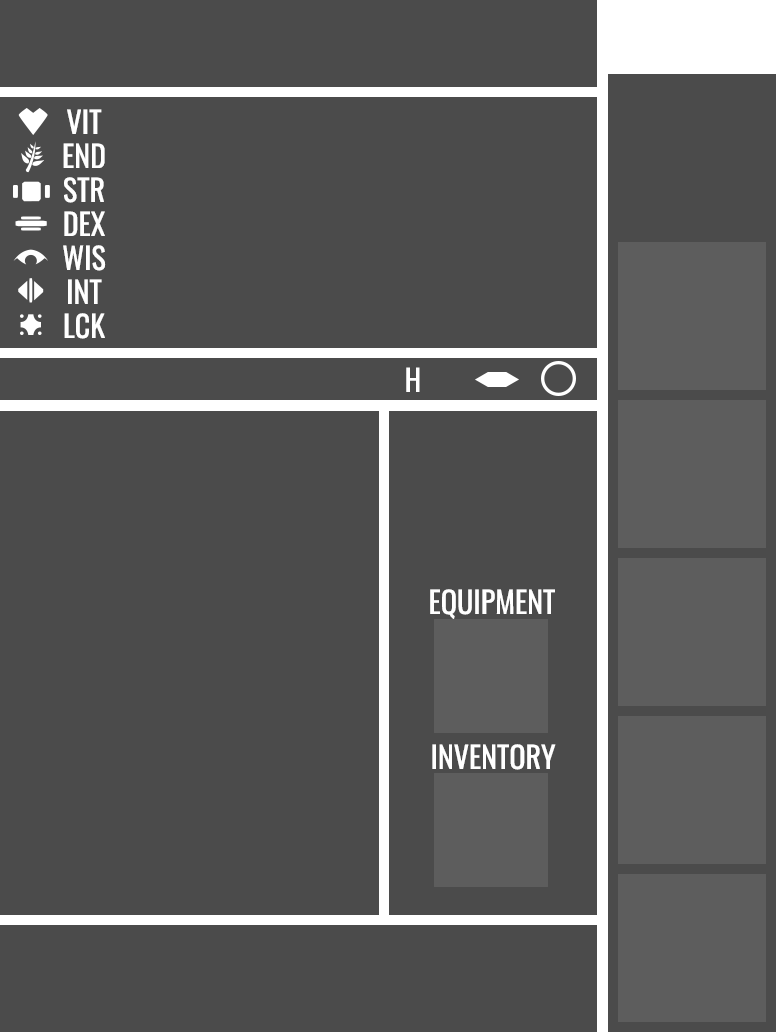 VIT
END
STR
DEX
WIS
INT
LCK
H
EQUIPMENT
INVENTORY